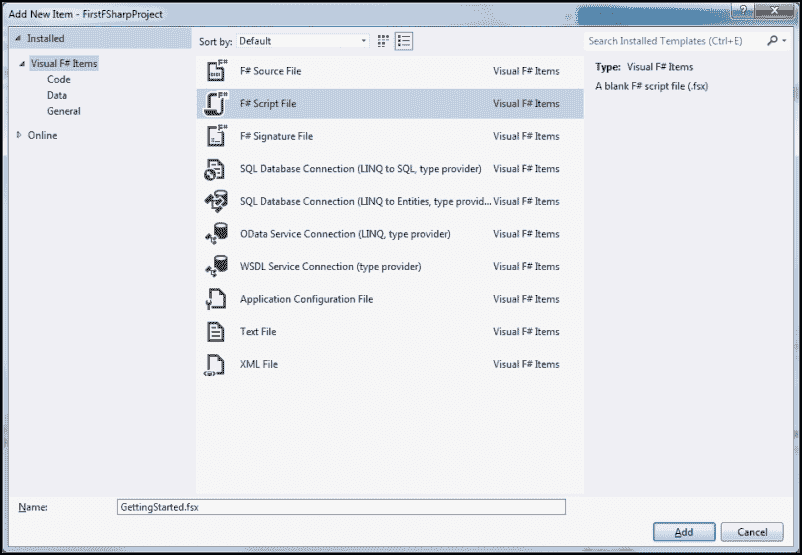 Add New Item - FirstFSharpProject
Installed
Sort by: Default
Search Installed Templates (Ctrl+E)
Visual F# Items
Code
Data
General
Online
F# Source File Visual F# Items
F# Script File Visual F# Items
F# Signature File Visual F# Items
SQL Database Connection (LINQ to SQL, type provider) Visual F# Items
SQL Database Connection (LINQ to Entities, type provid... Visual F# Items
OData Service Connection (LINQ, type provider) Visual F# Items
WSDL Service Connection (type provider) Visual F# Items
Application Configuration File Visual F# Items
Text File Visual F# Items
XML File Visual F# Items
Type: Visual F# Items
A blank F# script file (.fsx)
Name: GettingStarted.fsx
Add Cancel